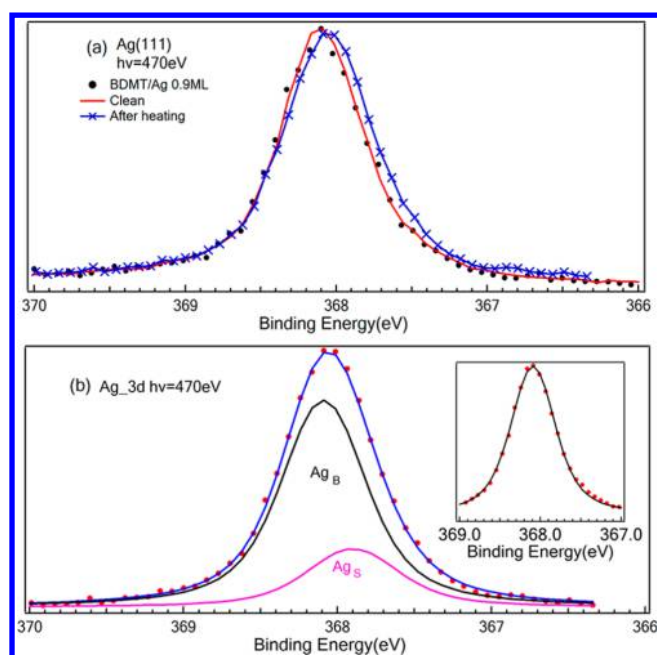 (a) Ag(111)
hv=470eV
BDMT/Ag 0.9ML
Clean
After heating
370 369 368 367 366
Binding Energy(eV)
(b) Ag_3d hv=470eV
Ag B
Ag S
369.0 368.0 367.0
Binding Energy(eV)
370 369 368 367 366
Binding Energy(eV)